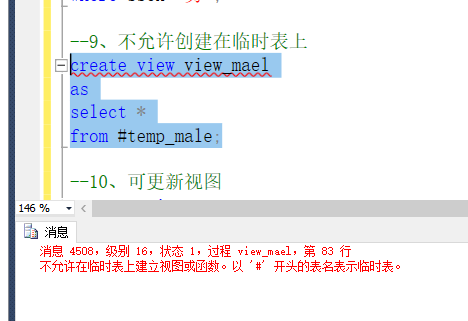 --9、不允许创建在临时表上
create view view_mael
as
select *
from #temp_male;
--10、可更新视图
146 %
消息
消息 4508，级别 16，状态 1，过程 view_mael，第 83 行
不允许在临时表上建立视图或函数。以 '#' 开头的表名表示临时表。